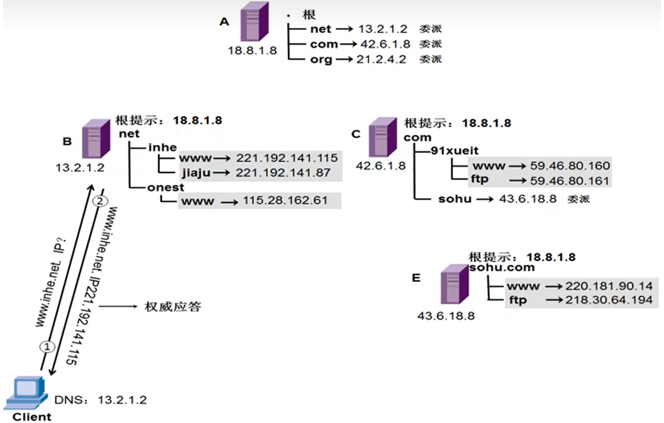 A
18.8.1.8
. 根
net → 13.2.1.2 委派
com → 42.6.1.8 委派
org → 21.2.4.2 委派
B
13.2.1.2
根提示：18.8.1.8
net
inhe
www → 221.192.141.115
jiaju → 221.192.141.87
onest
www → 115.28.162.61
C
42.6.1.8
根提示：18.8.1.8
com
91xueit
www → 59.46.80.160
ftp → 59.46.80.161
sohu → 43.6.18.8 委派
E
43.6.18.8
根提示：18.8.1.8
sohu.com
www → 220.181.90.14
ftp → 218.30.64.194
① www.inhe.net. IP？
② www.inhe.net. IP221.192.141.115
→ 权威应答
DNS：13.2.1.2
Client